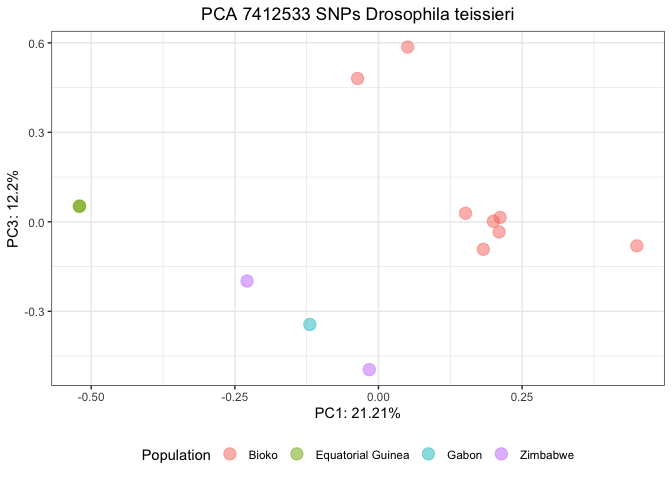 PCA 7412533 SNPs Drosophila teissieri
0.6
0.3
0.0
-0.3
PC3: 12.2%
-0.50 -0.25 0.00 0.25
PC1: 21.21%
Population Bioko Equatorial Guinea Gabon Zimbabwe